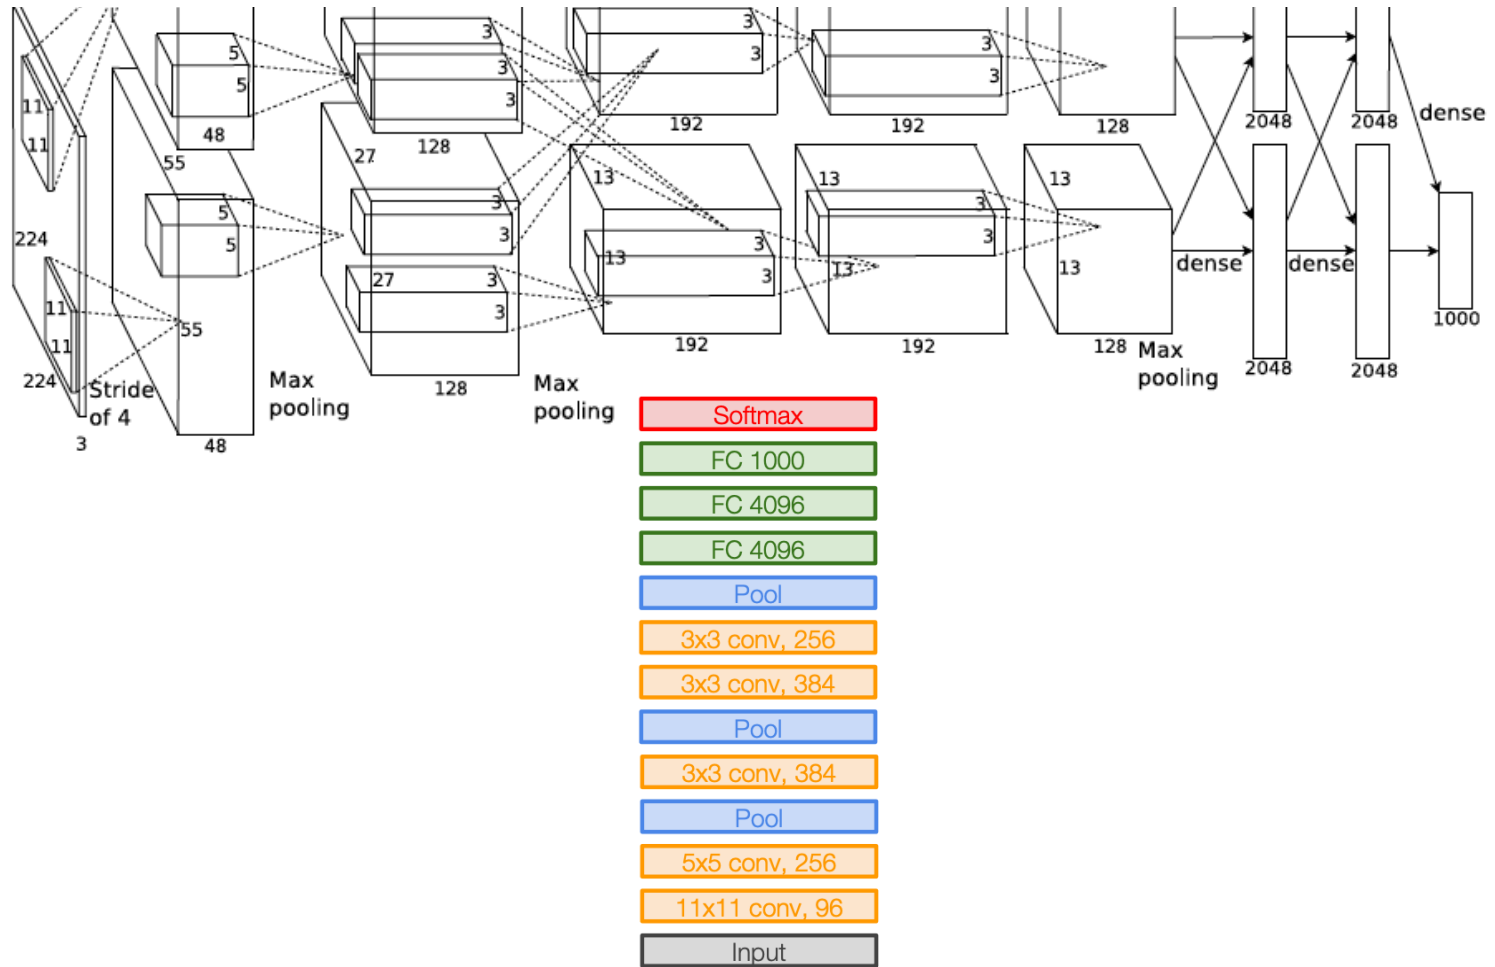 3
3
3
3
5
5
3
3
3
3
11
11
48
192
192
128
2048
2048
dense
128
55
27
13
13
13
5
5
3
3
3
3
3
3
224
13
13
13
dense
dense
27
3
3
11
11
55
1000
192
192
128
Max
pooling
2048
2048
224
Stride
of 4
Max
pooling
128
Max
pooling
3
48
Softmax
FC 1000
FC 4096
FC 4096
Pool
3x3 conv, 256
3x3 conv, 384
Pool
3x3 conv, 384
Pool
5x5 conv, 256
11x11 conv, 96
Input